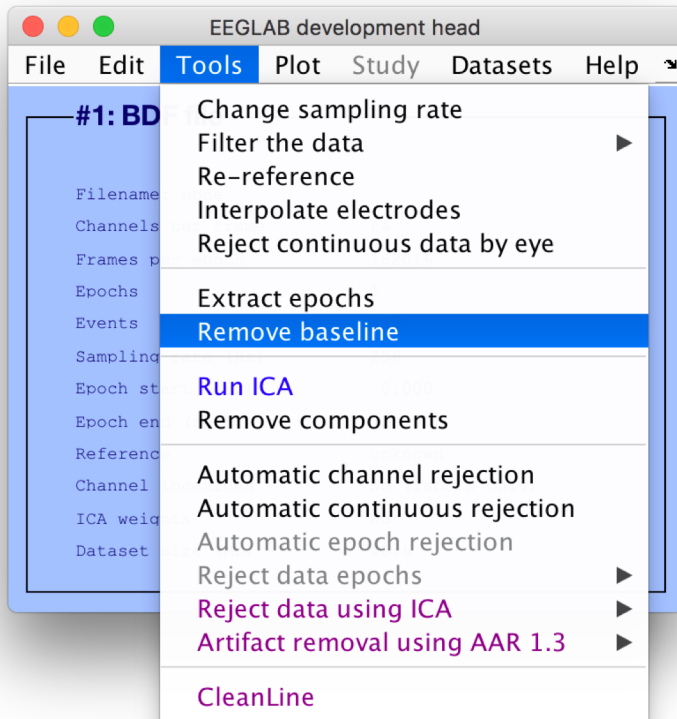 EEGLAB development head
File Edit Tools Plot Study Datasets Help
#1: BDF file
Change sampling rate
Filter the data
Re-reference
Interpolate electrodes
Reject continuous data by eye
Extract epochs
Remove baseline
Run ICA
Remove components
Automatic channel rejection
Automatic continuous rejection
Automatic epoch rejection
Reject data epochs
Reject data using ICA
Artifact removal using AAR 1.3
CleanLine
Filename
Channels
Frames p
Epochs
Events
Sampling
Epoch st
Epoch en
Reference
Channel
ICA weig
Dataset